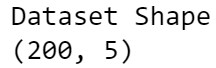 Dataset Shape
(200, 5)